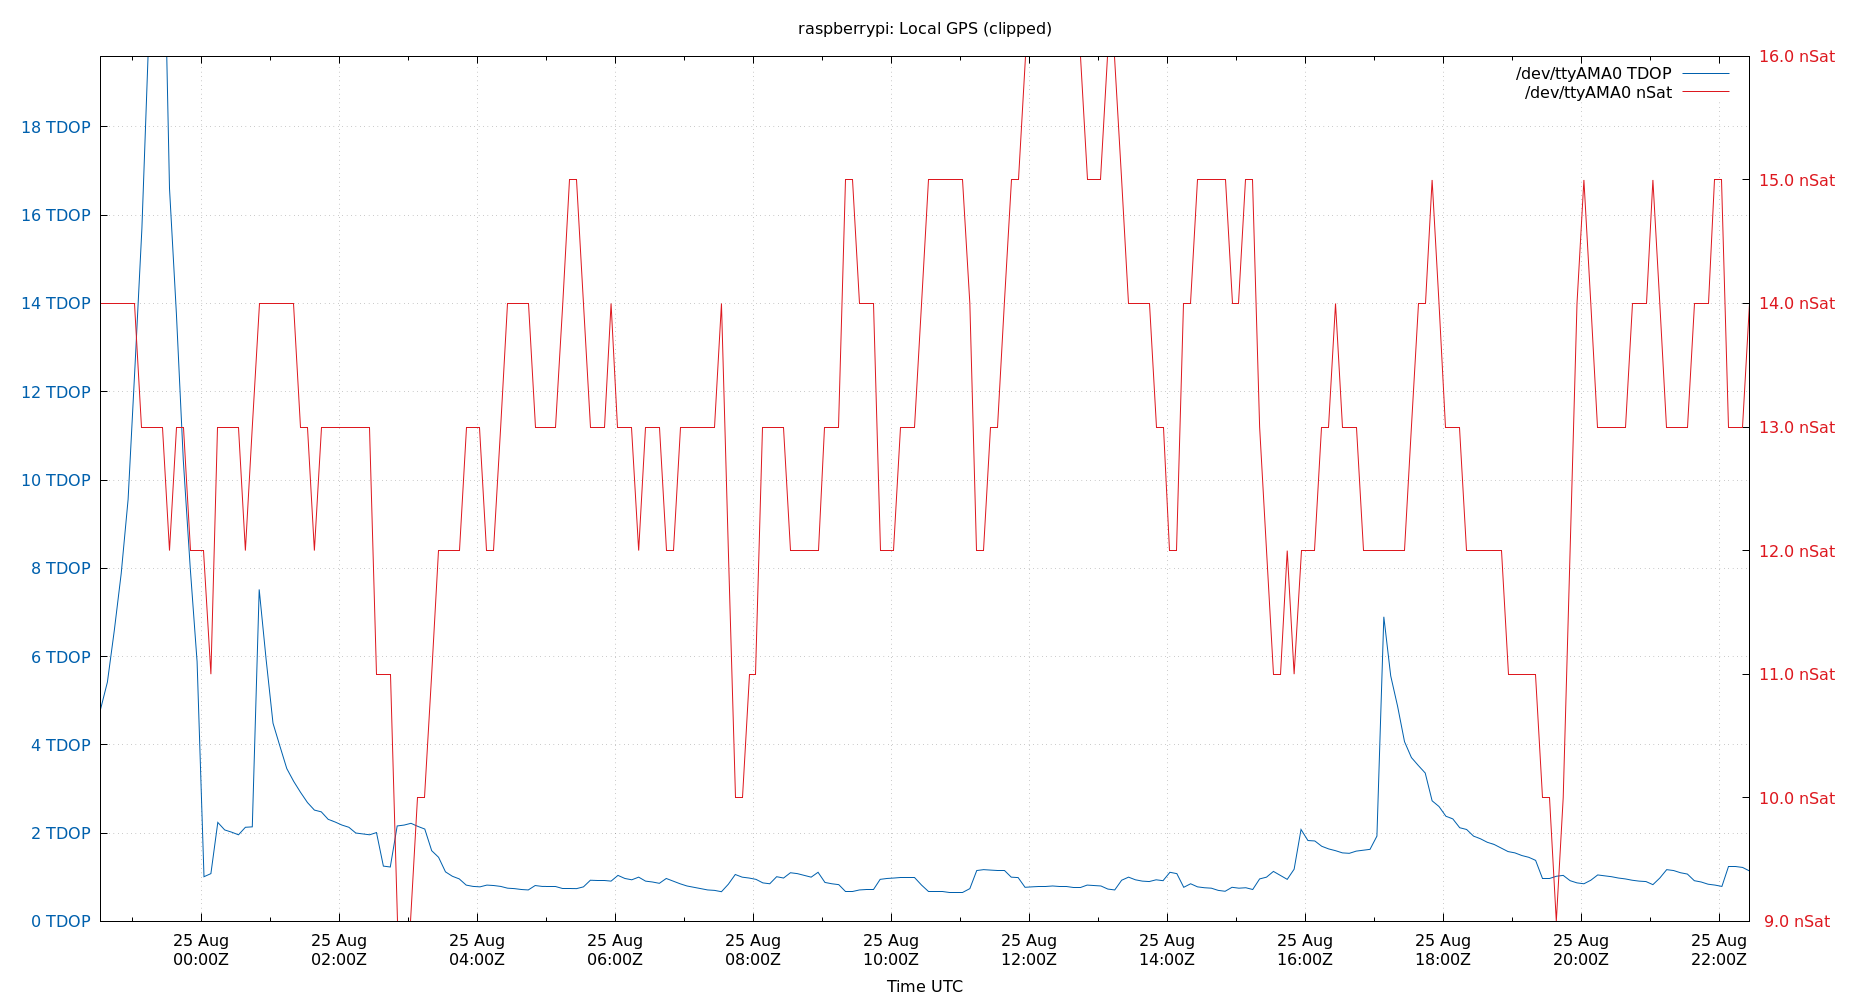 raspberrypi: Local GPS (clipped)
/dev/ttyAMA0 TDOP
/dev/ttyAMA0 nSat
18 TDOP
16 TDOP
14 TDOP
12 TDOP
10 TDOP
8 TDOP
6 TDOP
4 TDOP
2 TDOP
0 TDOP
16.0 nSat
15.0 nSat
14.0 nSat
13.0 nSat
12.0 nSat
11.0 nSat
10.0 nSat
9.0 nSat
25 Aug
00:00Z
25 Aug
02:00Z
25 Aug
04:00Z
25 Aug
06:00Z
25 Aug
08:00Z
25 Aug
10:00Z
25 Aug
12:00Z
25 Aug
14:00Z
25 Aug
16:00Z
25 Aug
18:00Z
25 Aug
20:00Z
25 Aug
22:00Z
Time UTC